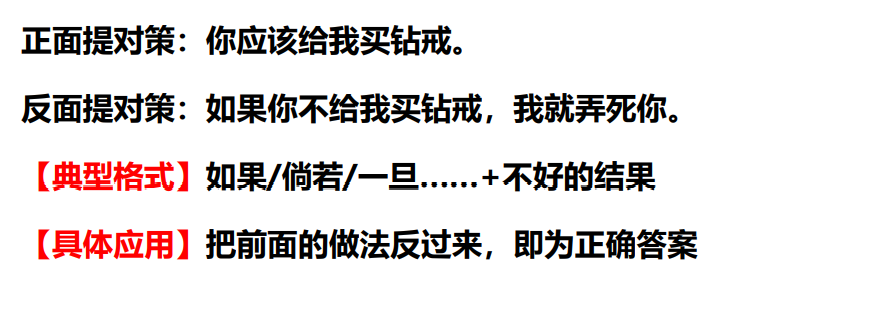 正面提对策：你应该给我买钻戒。
反面提对策：如果你不给我买钻戒，我就弄死你。
【典型格式】如果/倘若/一旦……+不好的结果
【具体应用】把前面的做法反过来，即为正确答案